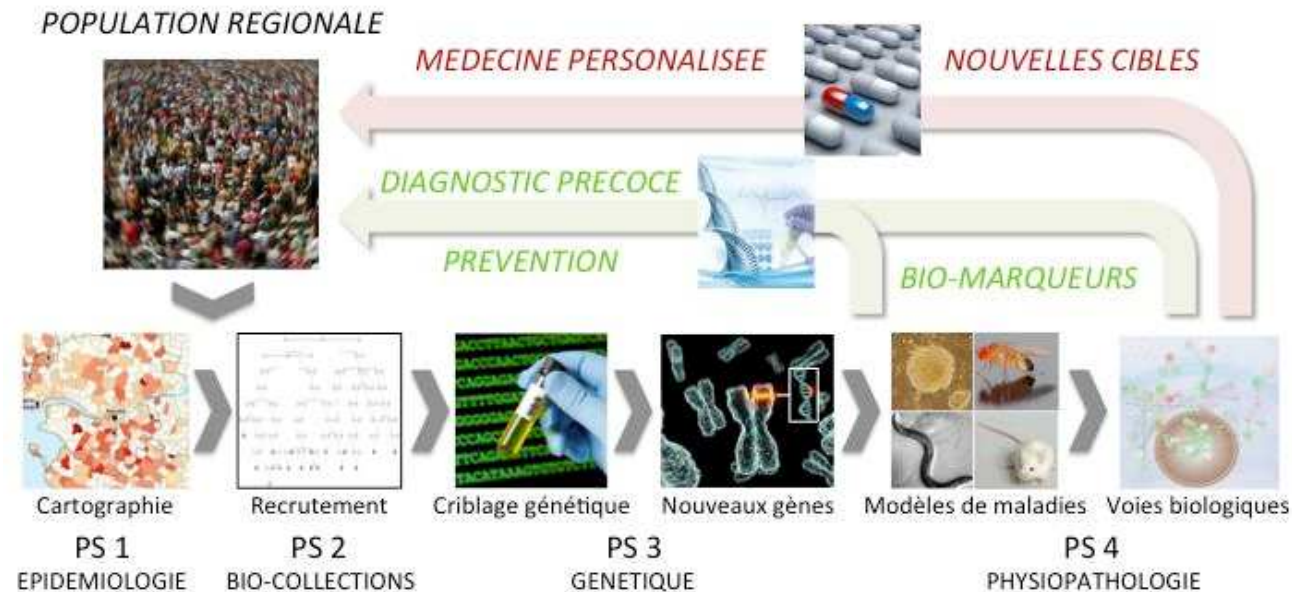 POPULATION REGIONALE
MEDECINE PERSONALISEE
NOUVELLES CIBLES
DIAGNOSTIC PRECOCE
PREVENTION
BIO-MARQUEURS
Cartographie
Recrutement
Criblage génétique
Nouveaux gènes
Modèles de maladies
Voies biologiques
PS 1
PS 2
PS 3
PS 4
EPIDEMIOLOGIE
BIO-COLLECTIONS
GENETIQUE
PHYSIOPATHOLOGIE